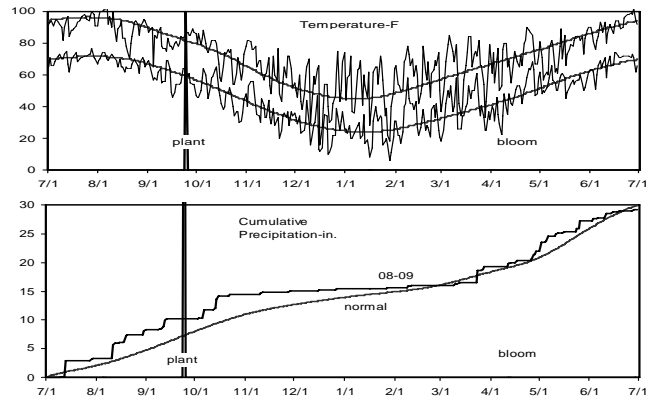 100
Temperature-F
80
60
40
20
plant
bloom
0
7/1 8/1 9/1 10/1 11/1 12/1 1/1 2/1 3/1 4/1 5/1 6/1 7/1
30
Cumulative
Precipitation-in.
25
20
08-09
15
normal
10
5
plant
bloom
0
7/1 8/1 9/1 10/1 11/1 12/1 1/1 2/1 3/1 4/1 5/1 6/1 7/1